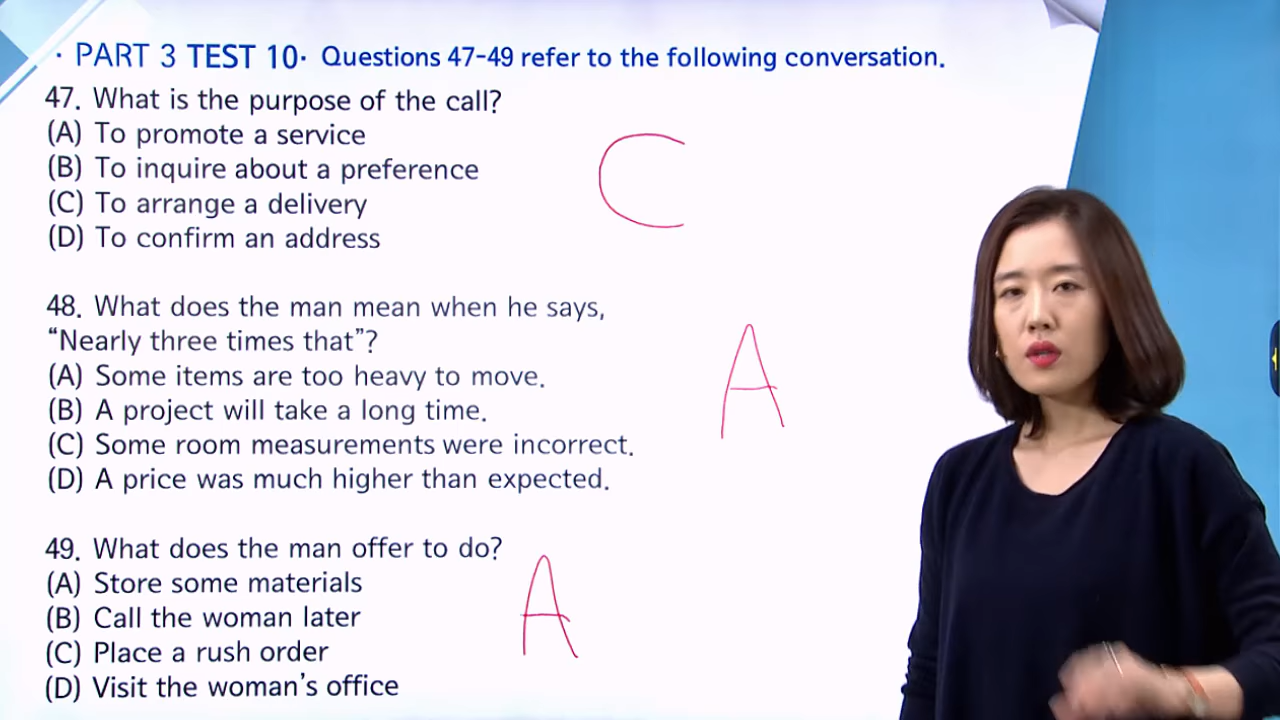 · PART 3 TEST 10· Questions 47-49 refer to the following conversation.
47. What is the purpose of the call?
(A) To promote a service
(B) To inquire about a preference
(C) To arrange a delivery
(D) To confirm an address
C
48. What does the man mean when he says,
“Nearly three times that”?
(A) Some items are too heavy to move.
(B) A project will take a long time.
(C) Some room measurements were incorrect.
(D) A price was much higher than expected.
A
49. What does the man offer to do?
(A) Store some materials
(B) Call the woman later
(C) Place a rush order
(D) Visit the woman’s office
A